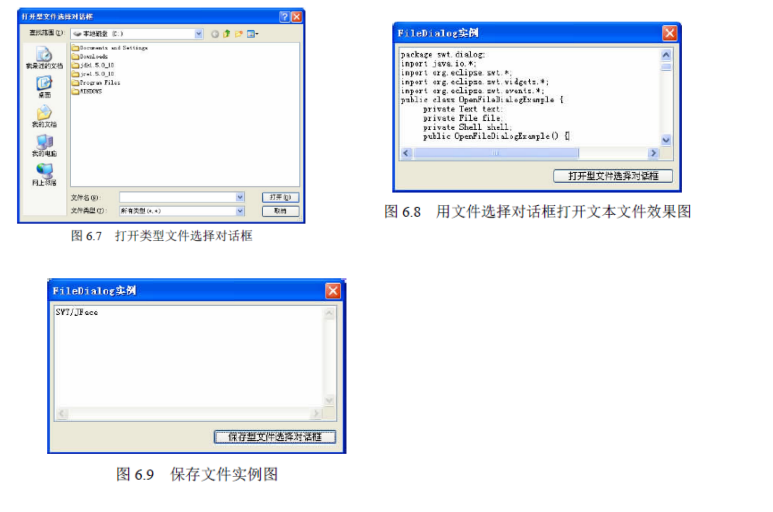 打开型文件选择对话框
查找范围(I):
本地磁盘 (C:)
Documents and Settings
Downloads
jdk1.5.0_10
jre1.5.0_10
Program Files
WINDOWS
我最近的文档
桌面
我的文档
我的电脑
网上邻居
文件名(N):
打开(O)
文件类型(T):
所有类型(*.*)
取消
图 6.7 打开类型文件选择对话框
FileDialog实例
package swt.dialog;
import java.io.*;
import org.eclipse.swt.*;
import org.eclipse.swt.widgets.*;
import org.eclipse.swt.events.*;
public class OpenFileDialogExample {
private Text text;
private File file;
private Shell shell;
public OpenFileDialogExample() {
打开型文件选择对话框
图 6.8 用文件选择对话框打开文本文件效果图
FileDialog实例
SWT/JFace
保存型文件选择对话框
图 6.9 保存文件实例图